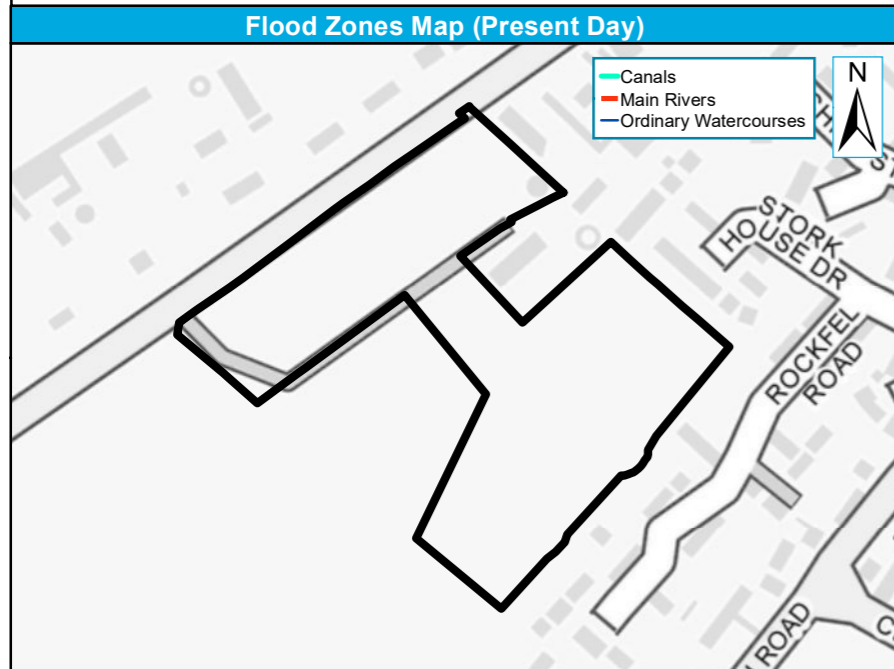 Flood Zones Map (Present Day)
Canals
Main Rivers
Ordinary Watercourses
N
STORK
HOUSE DR
ROCKFEL
ROAD
ROAD